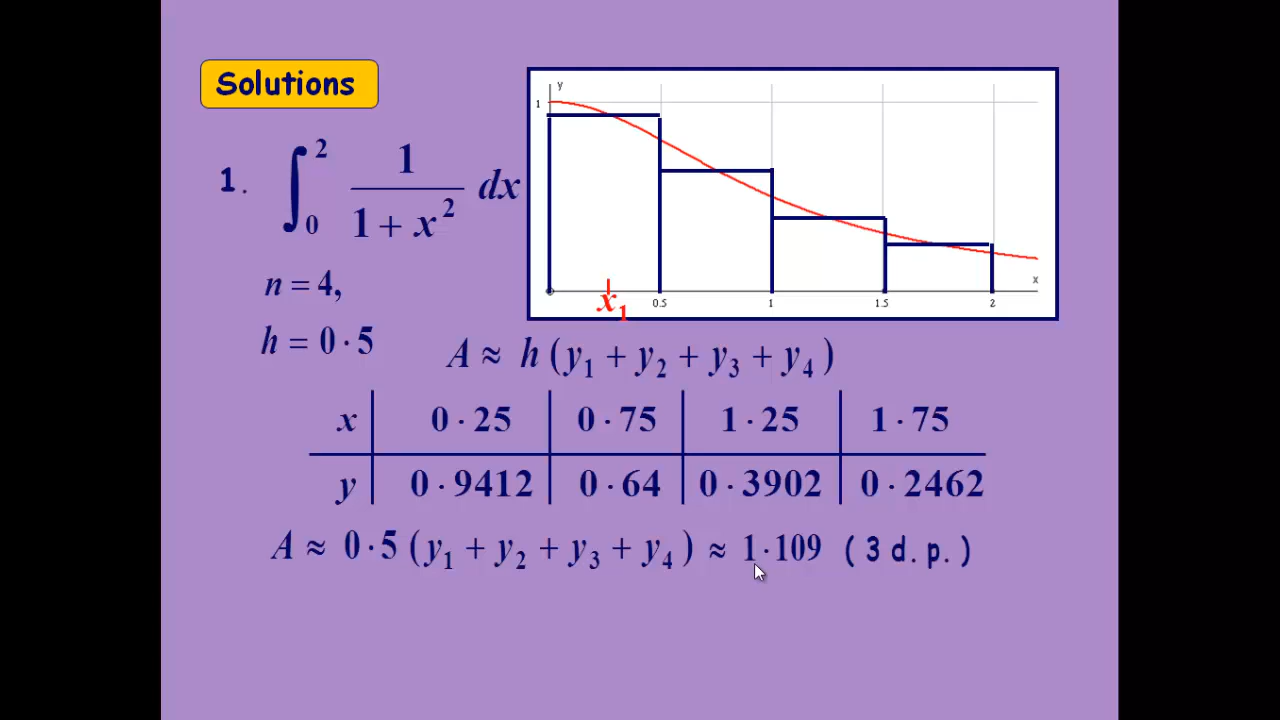 Solutions
1. ∫₀² 1/(1 + x²) dx
n = 4,
h = 0·5
y
1
0.5 1 1.5 2
x
x₁
A ≈ h (y₁ + y₂ + y₃ + y₄)
x 0·25 0·75 1·25 1·75
y 0·9412 0·64 0·3902 0·2462
A ≈ 0·5 (y₁ + y₂ + y₃ + y₄) ≈ 1·109 (3 d.p.)